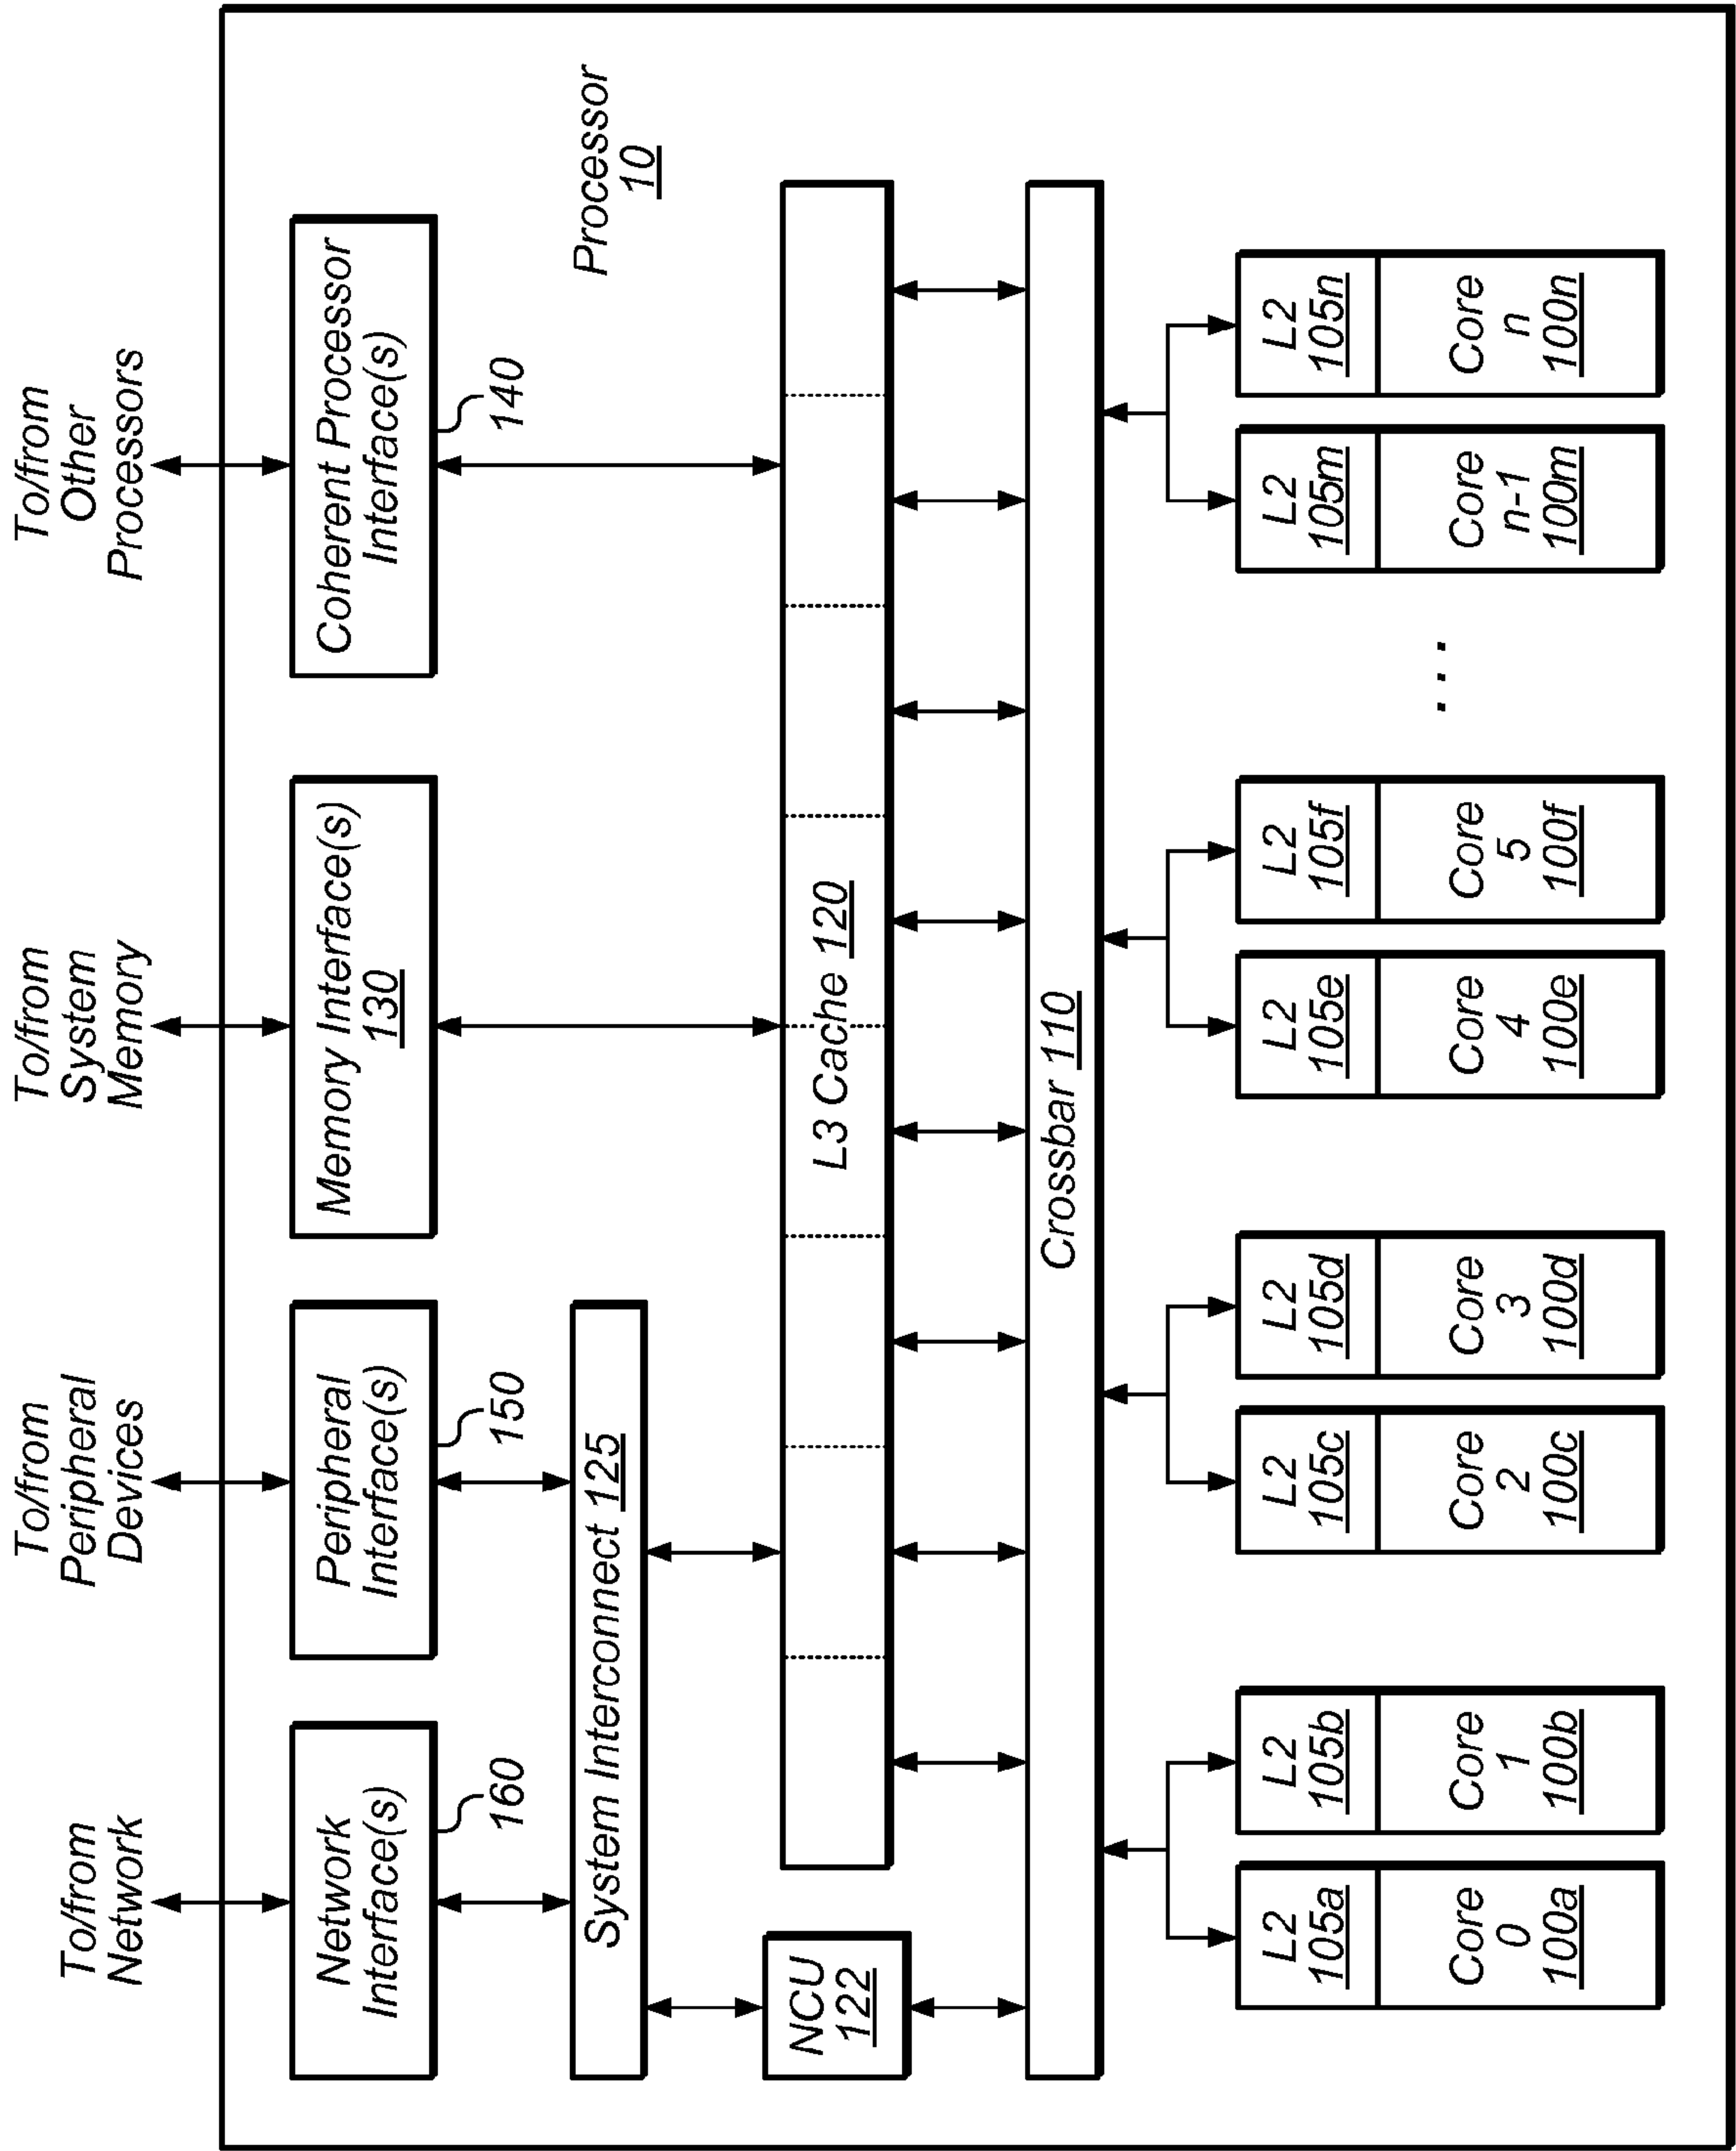 To/from
Network
To/from
Peripheral
Devices
To/from
System
Memory
To/from
Other
Processors
Network
Interface(s)
160
Peripheral
Interface(s)
150
Memory Interface(s)
130
Coherent Processor
Interface(s)
140
Processor
10
System Interconnect 125
NCU
122
L3 Cache 120
Crossbar 110
L2
105a
Core
0
100a
L2
105b
Core
1
100b
L2
105c
Core
2
100c
L2
105d
Core
3
100d
L2
105e
Core
4
100e
L2
105f
Core
5
100f
...
L2
105m
Core
n-1
100m
L2
105n
Core
n
100n